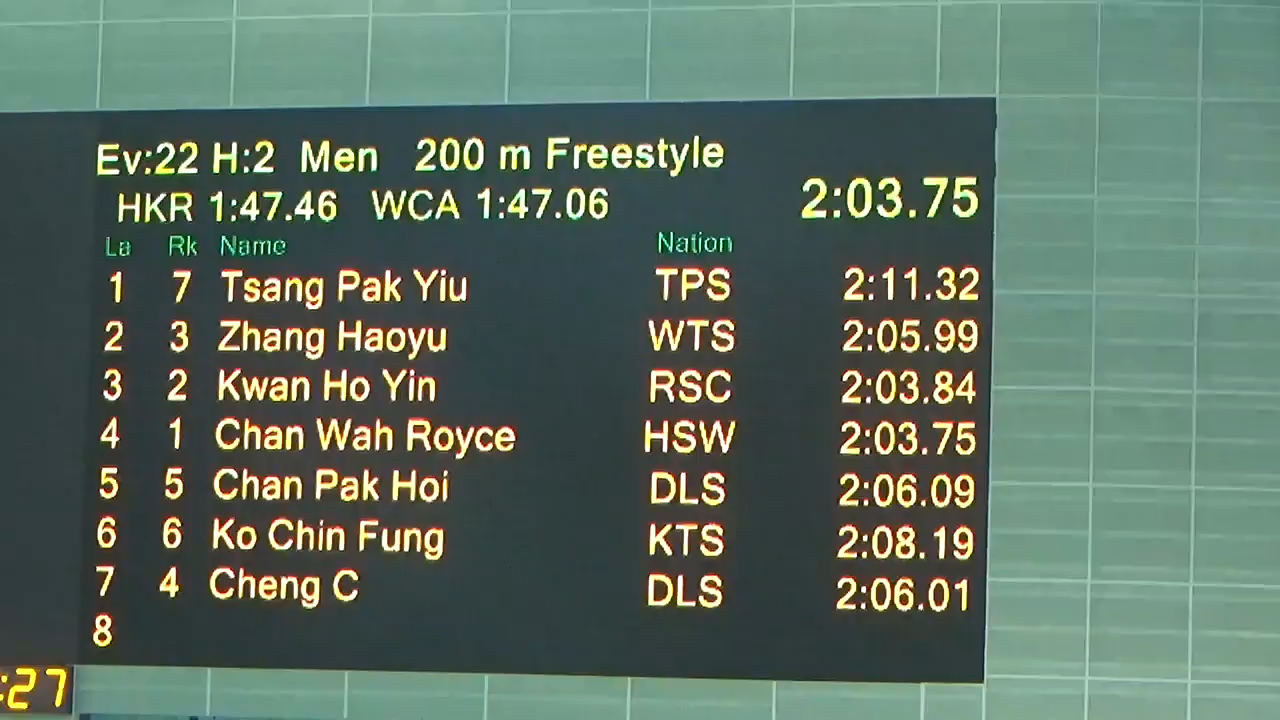 Ev:22 H:2 Men 200 m Freestyle
HKR 1:47.46 WCA 1:47.06 2:03.75
La Rk Name Nation
1 7 Tsang Pak Yiu TPS 2:11.32
2 3 Zhang Haoyu WTS 2:05.99
3 2 Kwan Ho Yin RSC 2:03.84
4 1 Chan Wah Royce HSW 2:03.75
5 5 Chan Pak Hoi DLS 2:06.09
6 6 Ko Chin Fung KTS 2:08.19
7 4 Cheng C DLS 2:06.01
8
:27